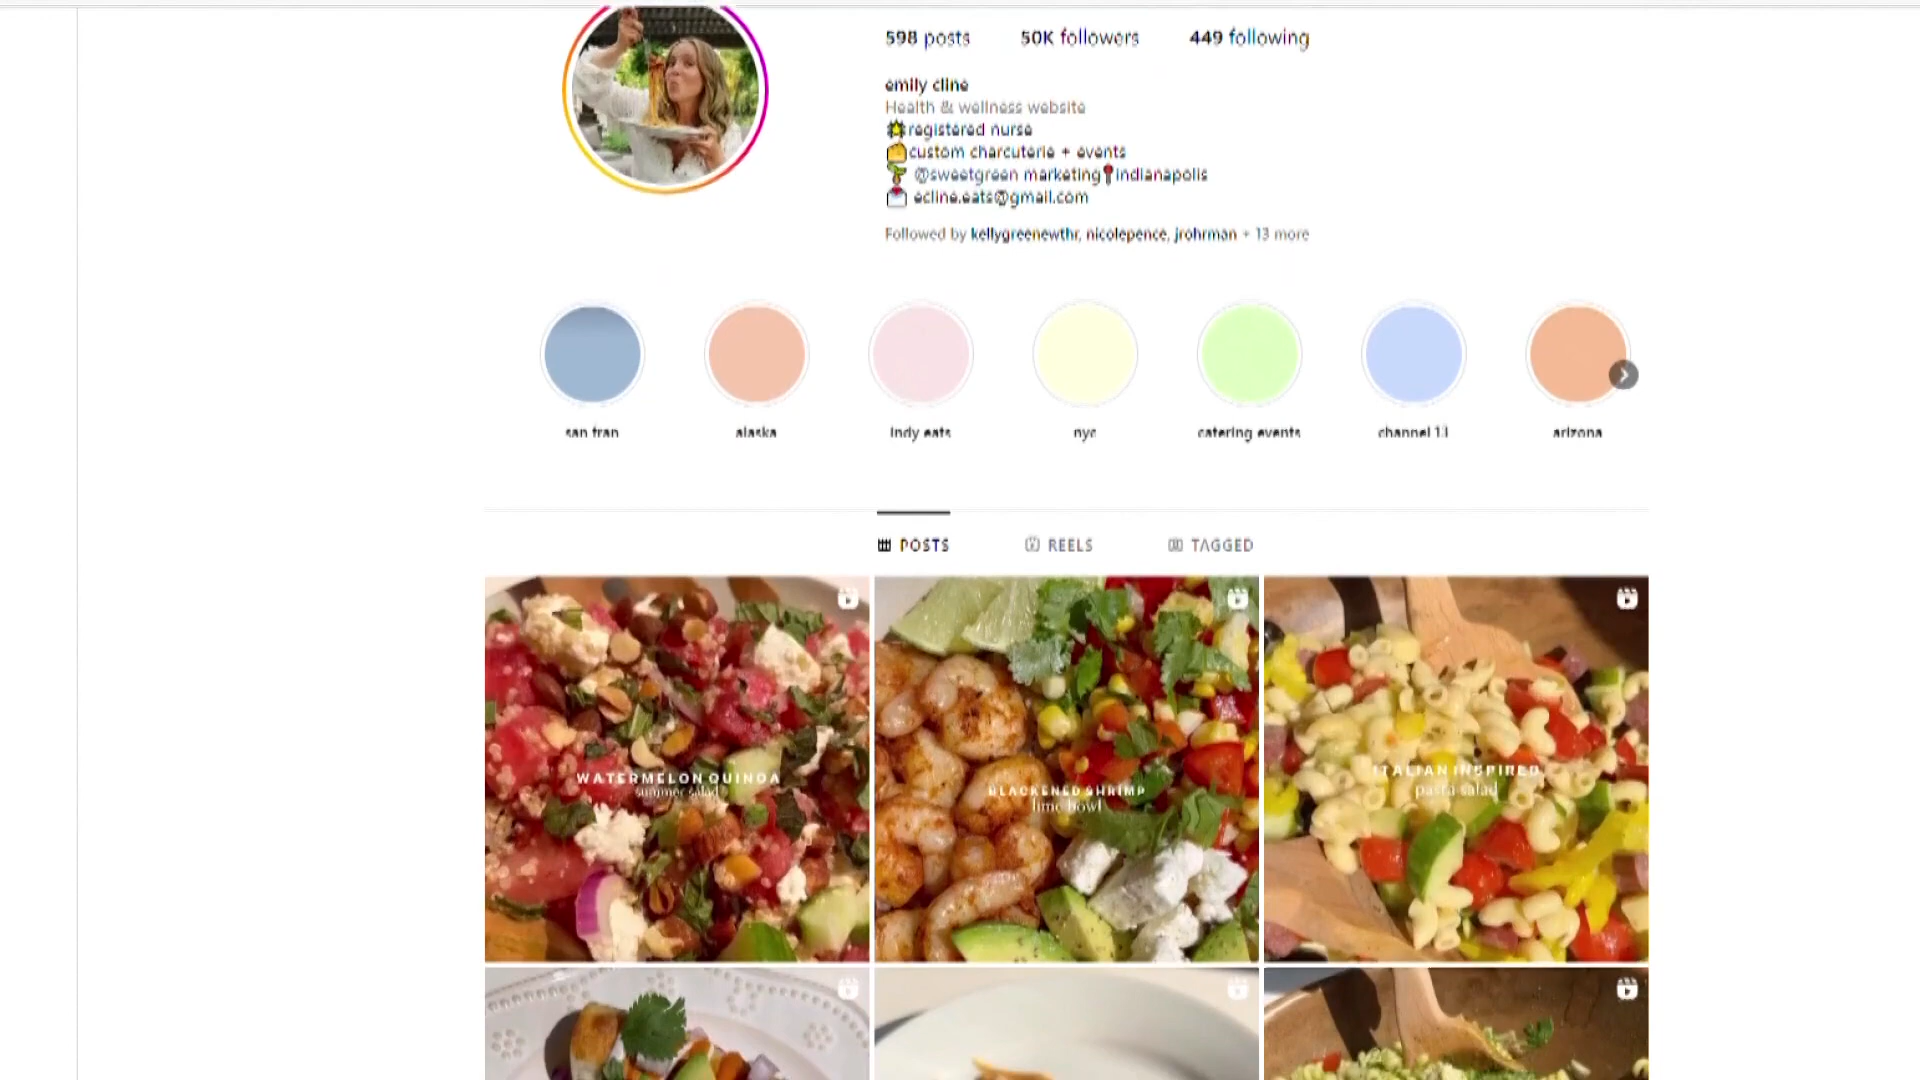 598 posts 50K followers 449 following
emily cline
Health & wellness website
registered nurse
custom charcuterie + events
@sweetgreen marketing📍indianapolis
ecline.eats@gmail.com
Followed by kellygreenewthr, nicolepence, jrohrman + 13 more
san fran alaska indy eats nyc catering events channel 13 arizona
POSTS REELS TAGGED
WATERMELON QUINOA
summer salad
BLACKENED SHRIMP
lime bowl
ITALIAN INSPIRED
pasta salad